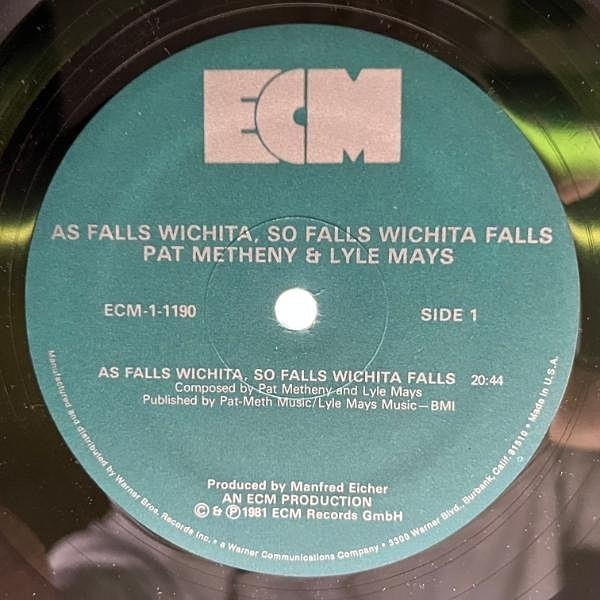 ECM
AS FALLS WICHITA, SO FALLS WICHITA FALLS
PAT METHENY & LYLE MAYS
ECM-1-1190
SIDE 1
AS FALLS WICHITA, SO FALLS WICHITA FALLS 20:44
Composed by Pat Metheny and Lyle Mays
Published by Pat-Meth Music/Lyle Mays Music—BMI
Produced by Manfred Eicher
AN ECM PRODUCTION
© & ℗ 1981 ECM Records GmbH
Manufactured and distributed by Warner Bros. Records Inc. • a Warner Communications Company • 3300 Warner Blvd., Burbank, Calif. 91510 • Made in U.S.A.